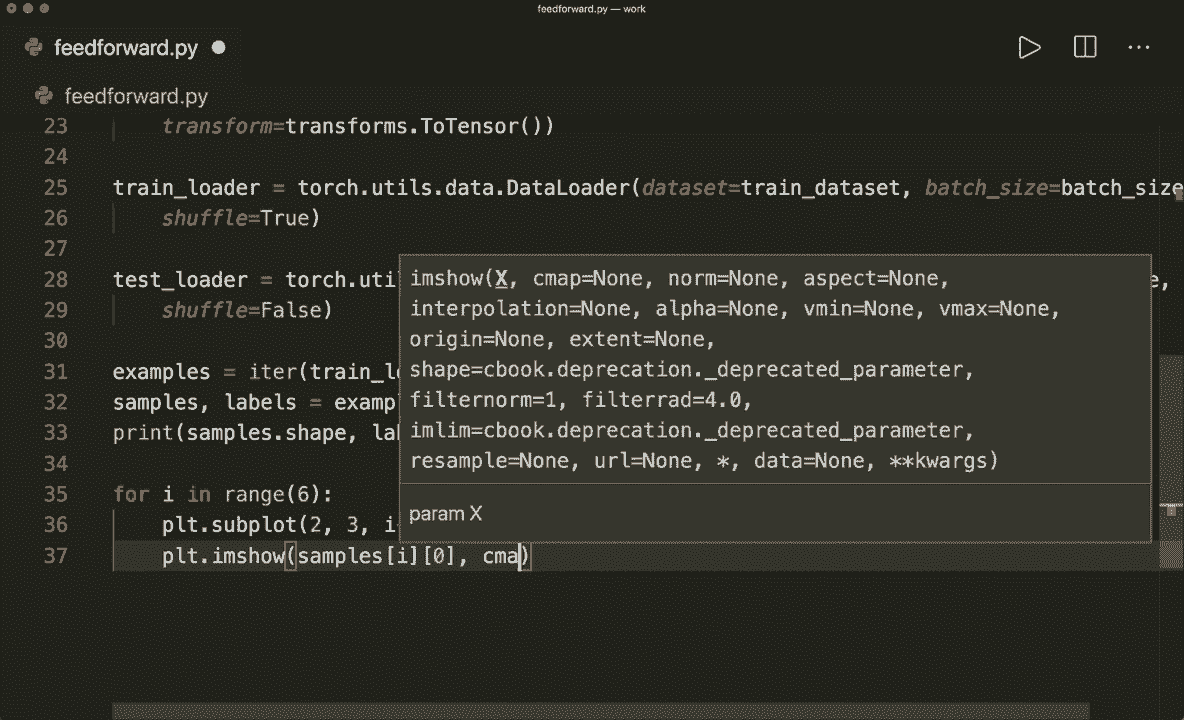 feedforward.py — work
feedforward.py
feedforward.py
23 transform=transforms.ToTensor())
24
25 train_loader = torch.utils.data.DataLoader(dataset=train_dataset, batch_size=batch_size
26 shuffle=True)
27
28 test_loader = torch.uti e,
29 shuffle=False)
30
31 examples = iter(train_l
32 samples, labels = examp
33 print(samples.shape, la
34
35 for i in range(6):
36 plt.subplot(2, 3, i
37 plt.imshow(samples[i][0], cma)
imshow(X, cmap=None, norm=None, aspect=None,
interpolation=None, alpha=None, vmin=None, vmax=None,
origin=None, extent=None,
shape=cbook.deprecation._deprecated_parameter,
filternorm=1, filterrad=4.0,
imlim=cbook.deprecation._deprecated_parameter,
resample=None, url=None, *, data=None, **kwargs)
param X